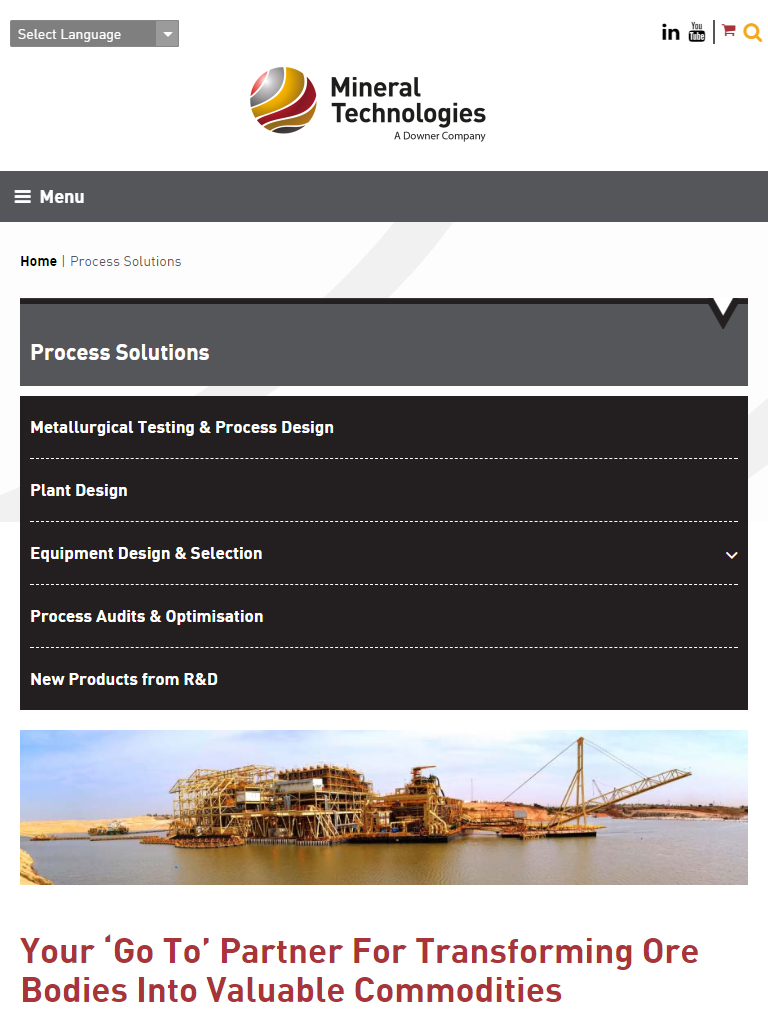 Select Language
in
You
Tube
Mineral
Technologies
A Downer Company
Menu
Home | Process Solutions
Process Solutions
Metallurgical Testing & Process Design
Plant Design
Equipment Design & Selection
Process Audits & Optimisation
New Products from R&D
Your ‘Go To’ Partner For Transforming Ore
Bodies Into Valuable Commodities